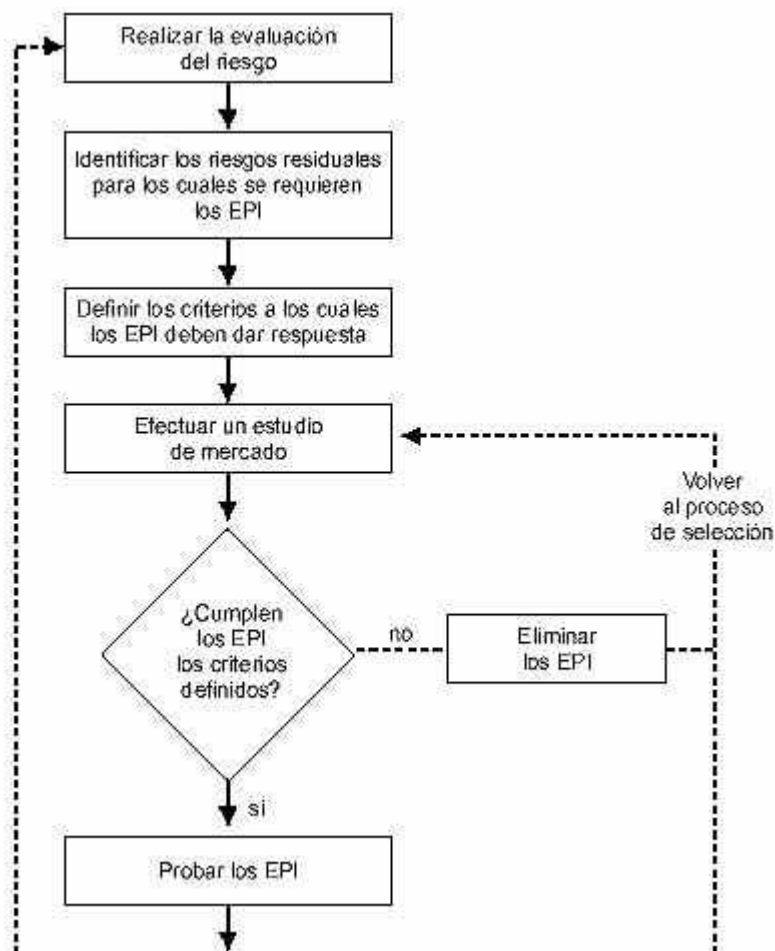 Realizar la evaluación
del riesgo
Identificar los riesgos residuales
para los cuales se requieren
los EPI
Definir los criterios a los cuales
los EPI deben dar respuesta
Efectuar un estudio
de mercado
Volver
al proceso
de selección
¿Cumplen
los EPI
los criterios
definidos?
no
Eliminar
los EPI
si
Probar los EPI